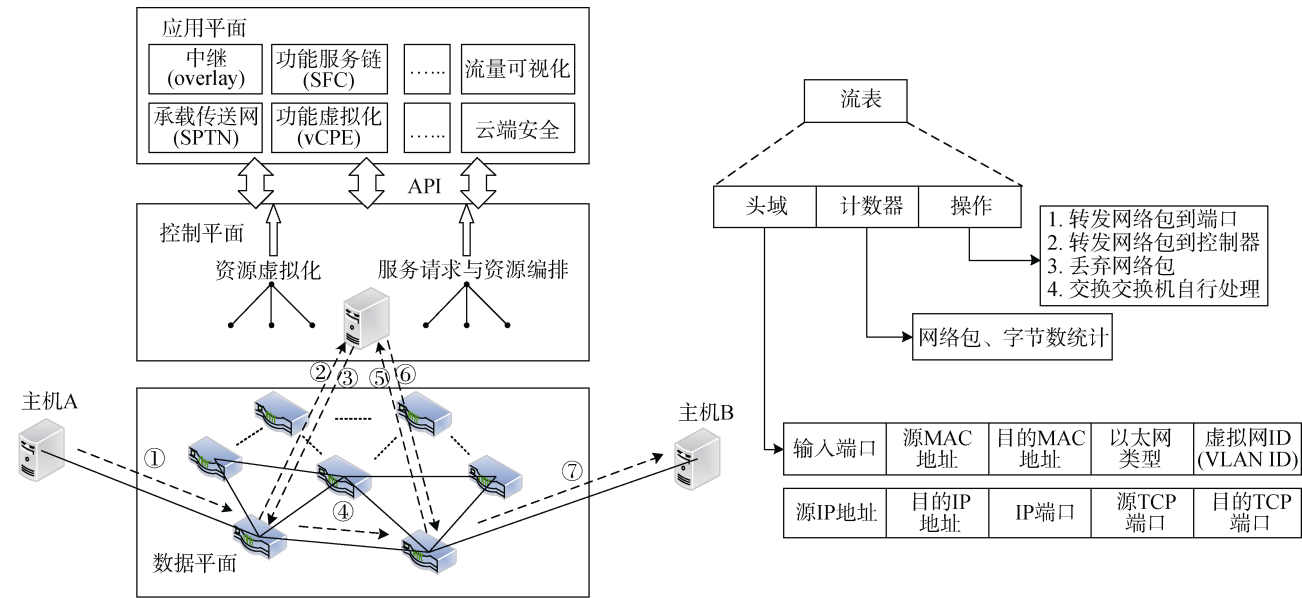 应用平面
中继
(overlay)
功能服务链
(SFC)
……
流量可视化
承载传送网
(SPTN)
功能虚拟化
(vCPE)
……
云端安全
API
控制平面
资源虚拟化
服务请求与资源编排
②
③
⑤
⑥
主机A
①
④
⑦
主机B
数据平面
流表
头域
计数器
操作
1. 转发网络包到端口
2. 转发网络包到控制器
3. 丢弃网络包
4. 交换交换机自行处理
网络包、字节数统计
输入端口
源MAC
地址
目的MAC
地址
以太网
类型
虚拟网ID
(VLAN ID)
源IP地址
目的IP
地址
IP端口
源TCP
端口
目的TCP
端口